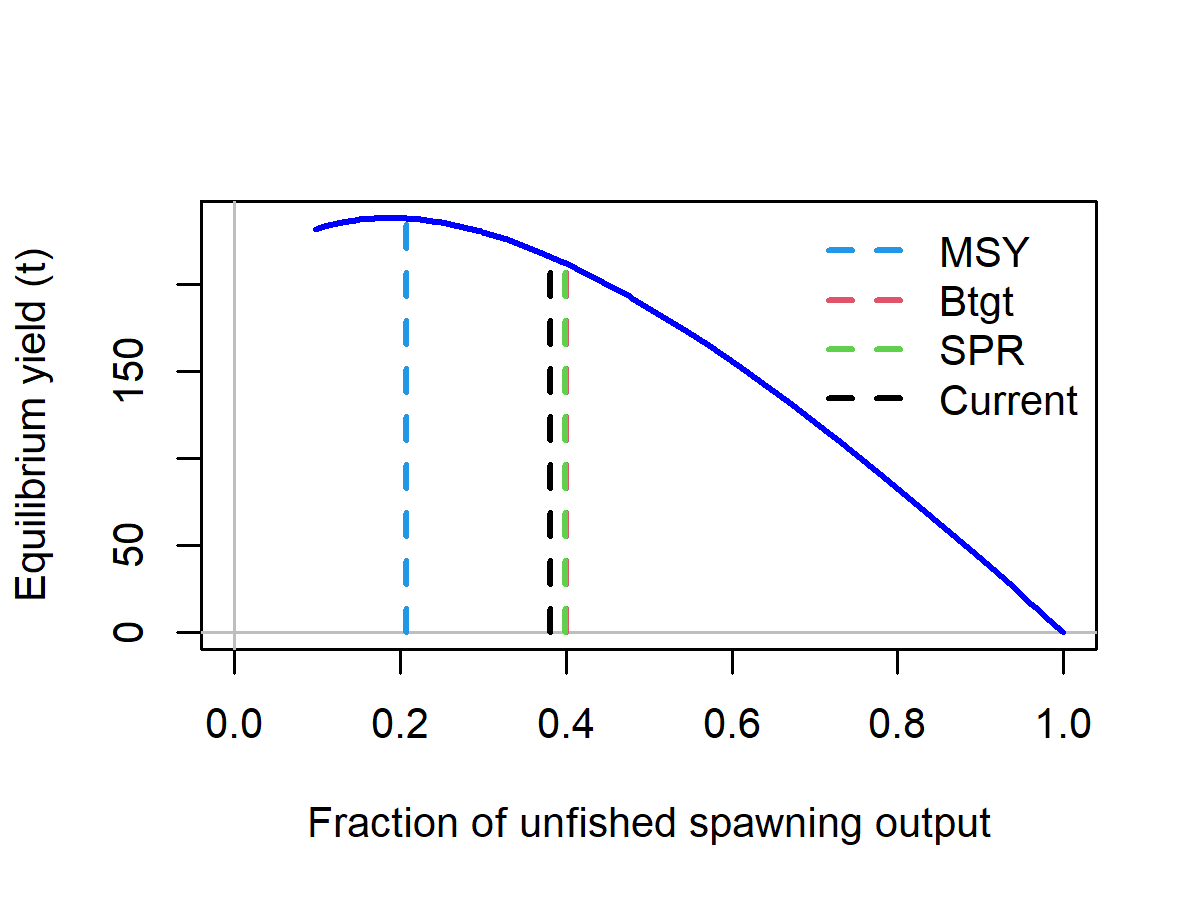 MSY
Btgt
SPR
Current
Equilibrium yield (t)
150
50
0
0.0 0.2 0.4 0.6 0.8 1.0
Fraction of unfished spawning output